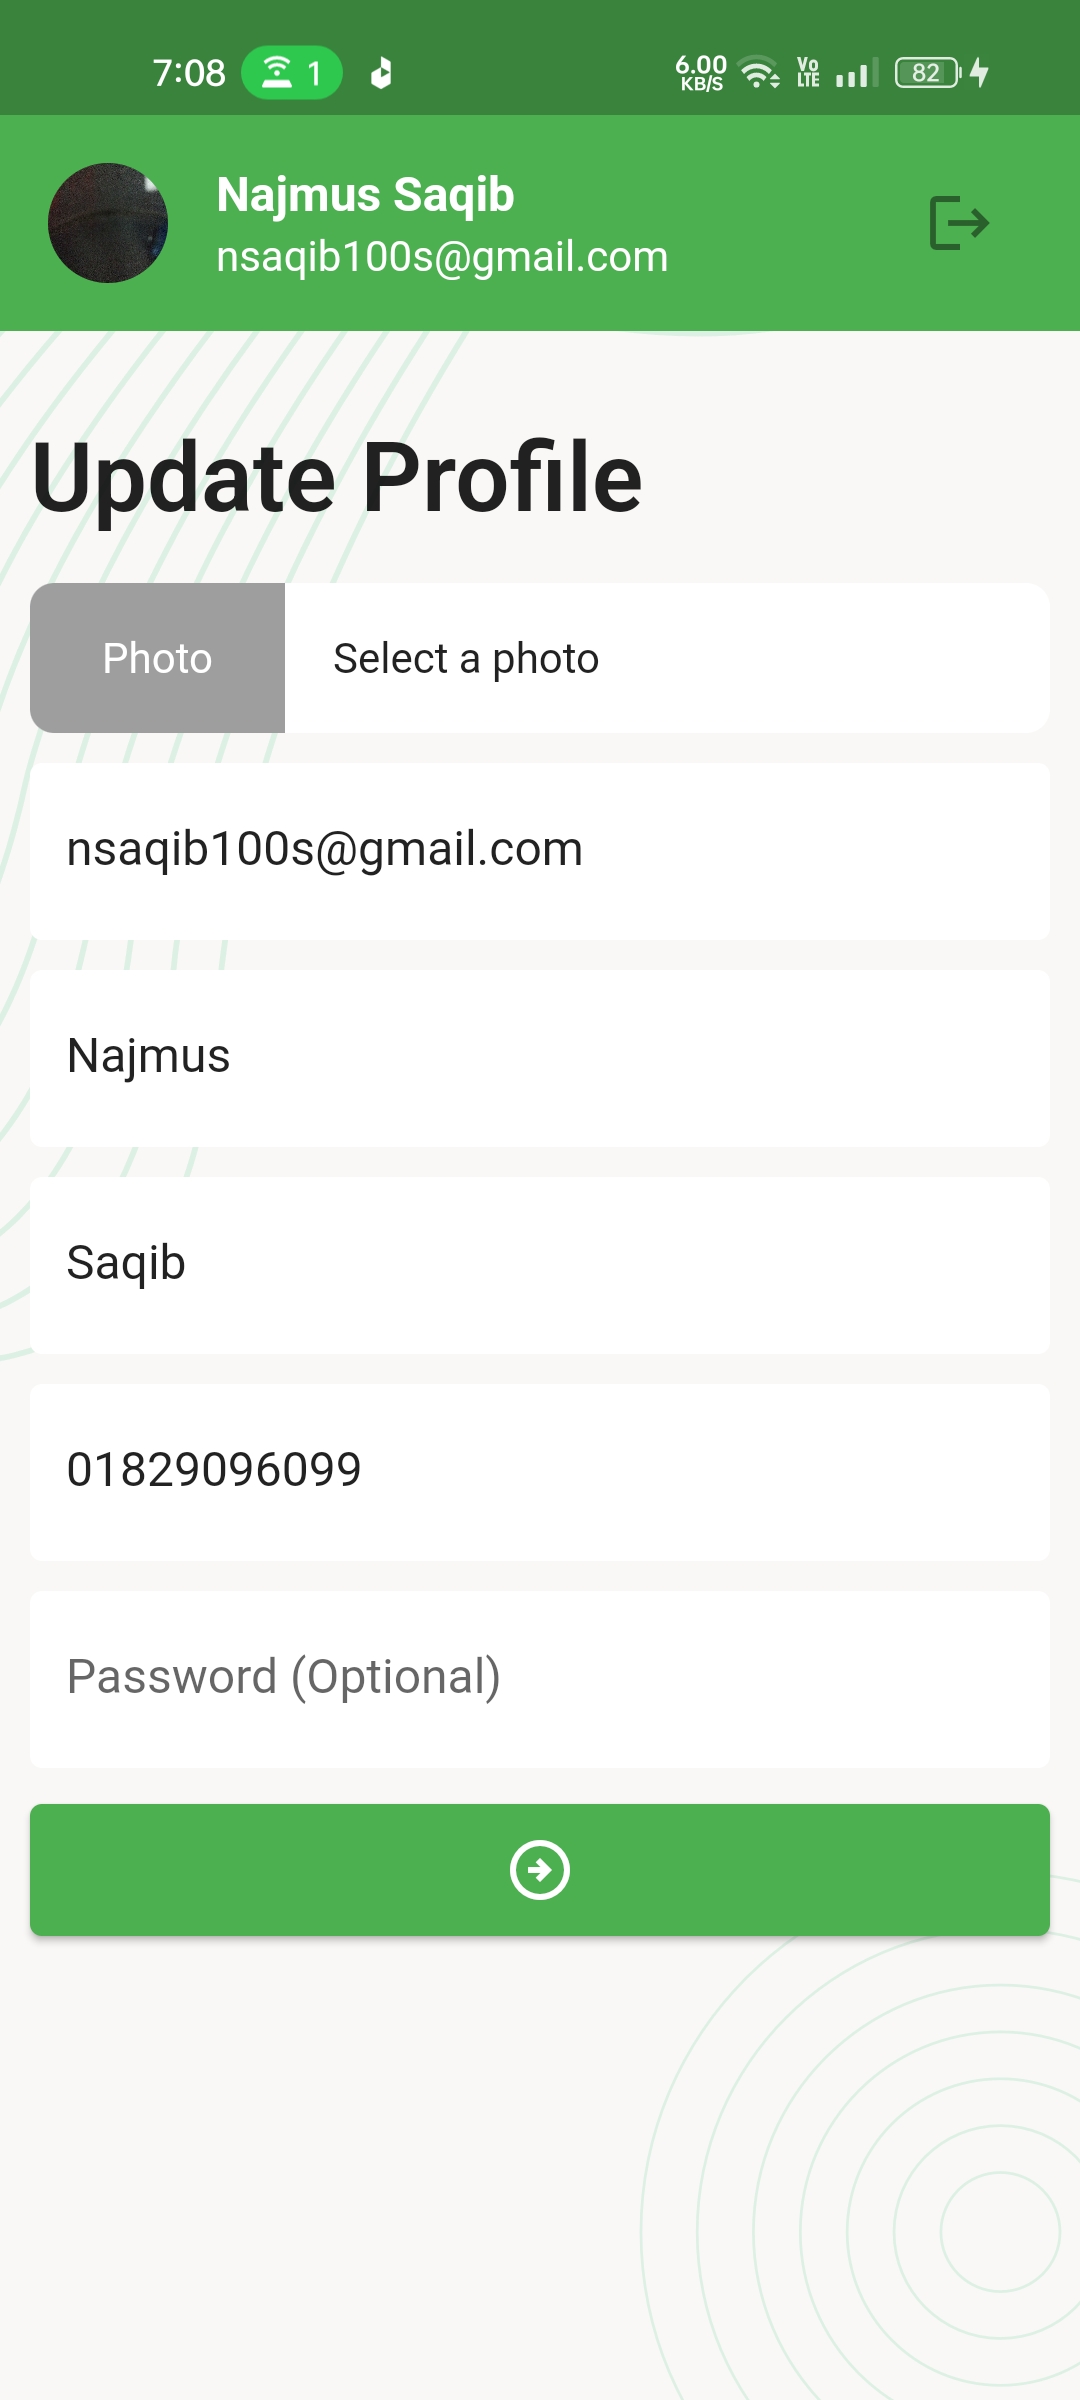 7:08 1 6.00 KB/S Vo LTE 82
Najmus Saqib
nsaqib100s@gmail.com
Update Profile
Photo Select a photo
nsaqib100s@gmail.com
Najmus
Saqib
01829096099
Password (Optional)